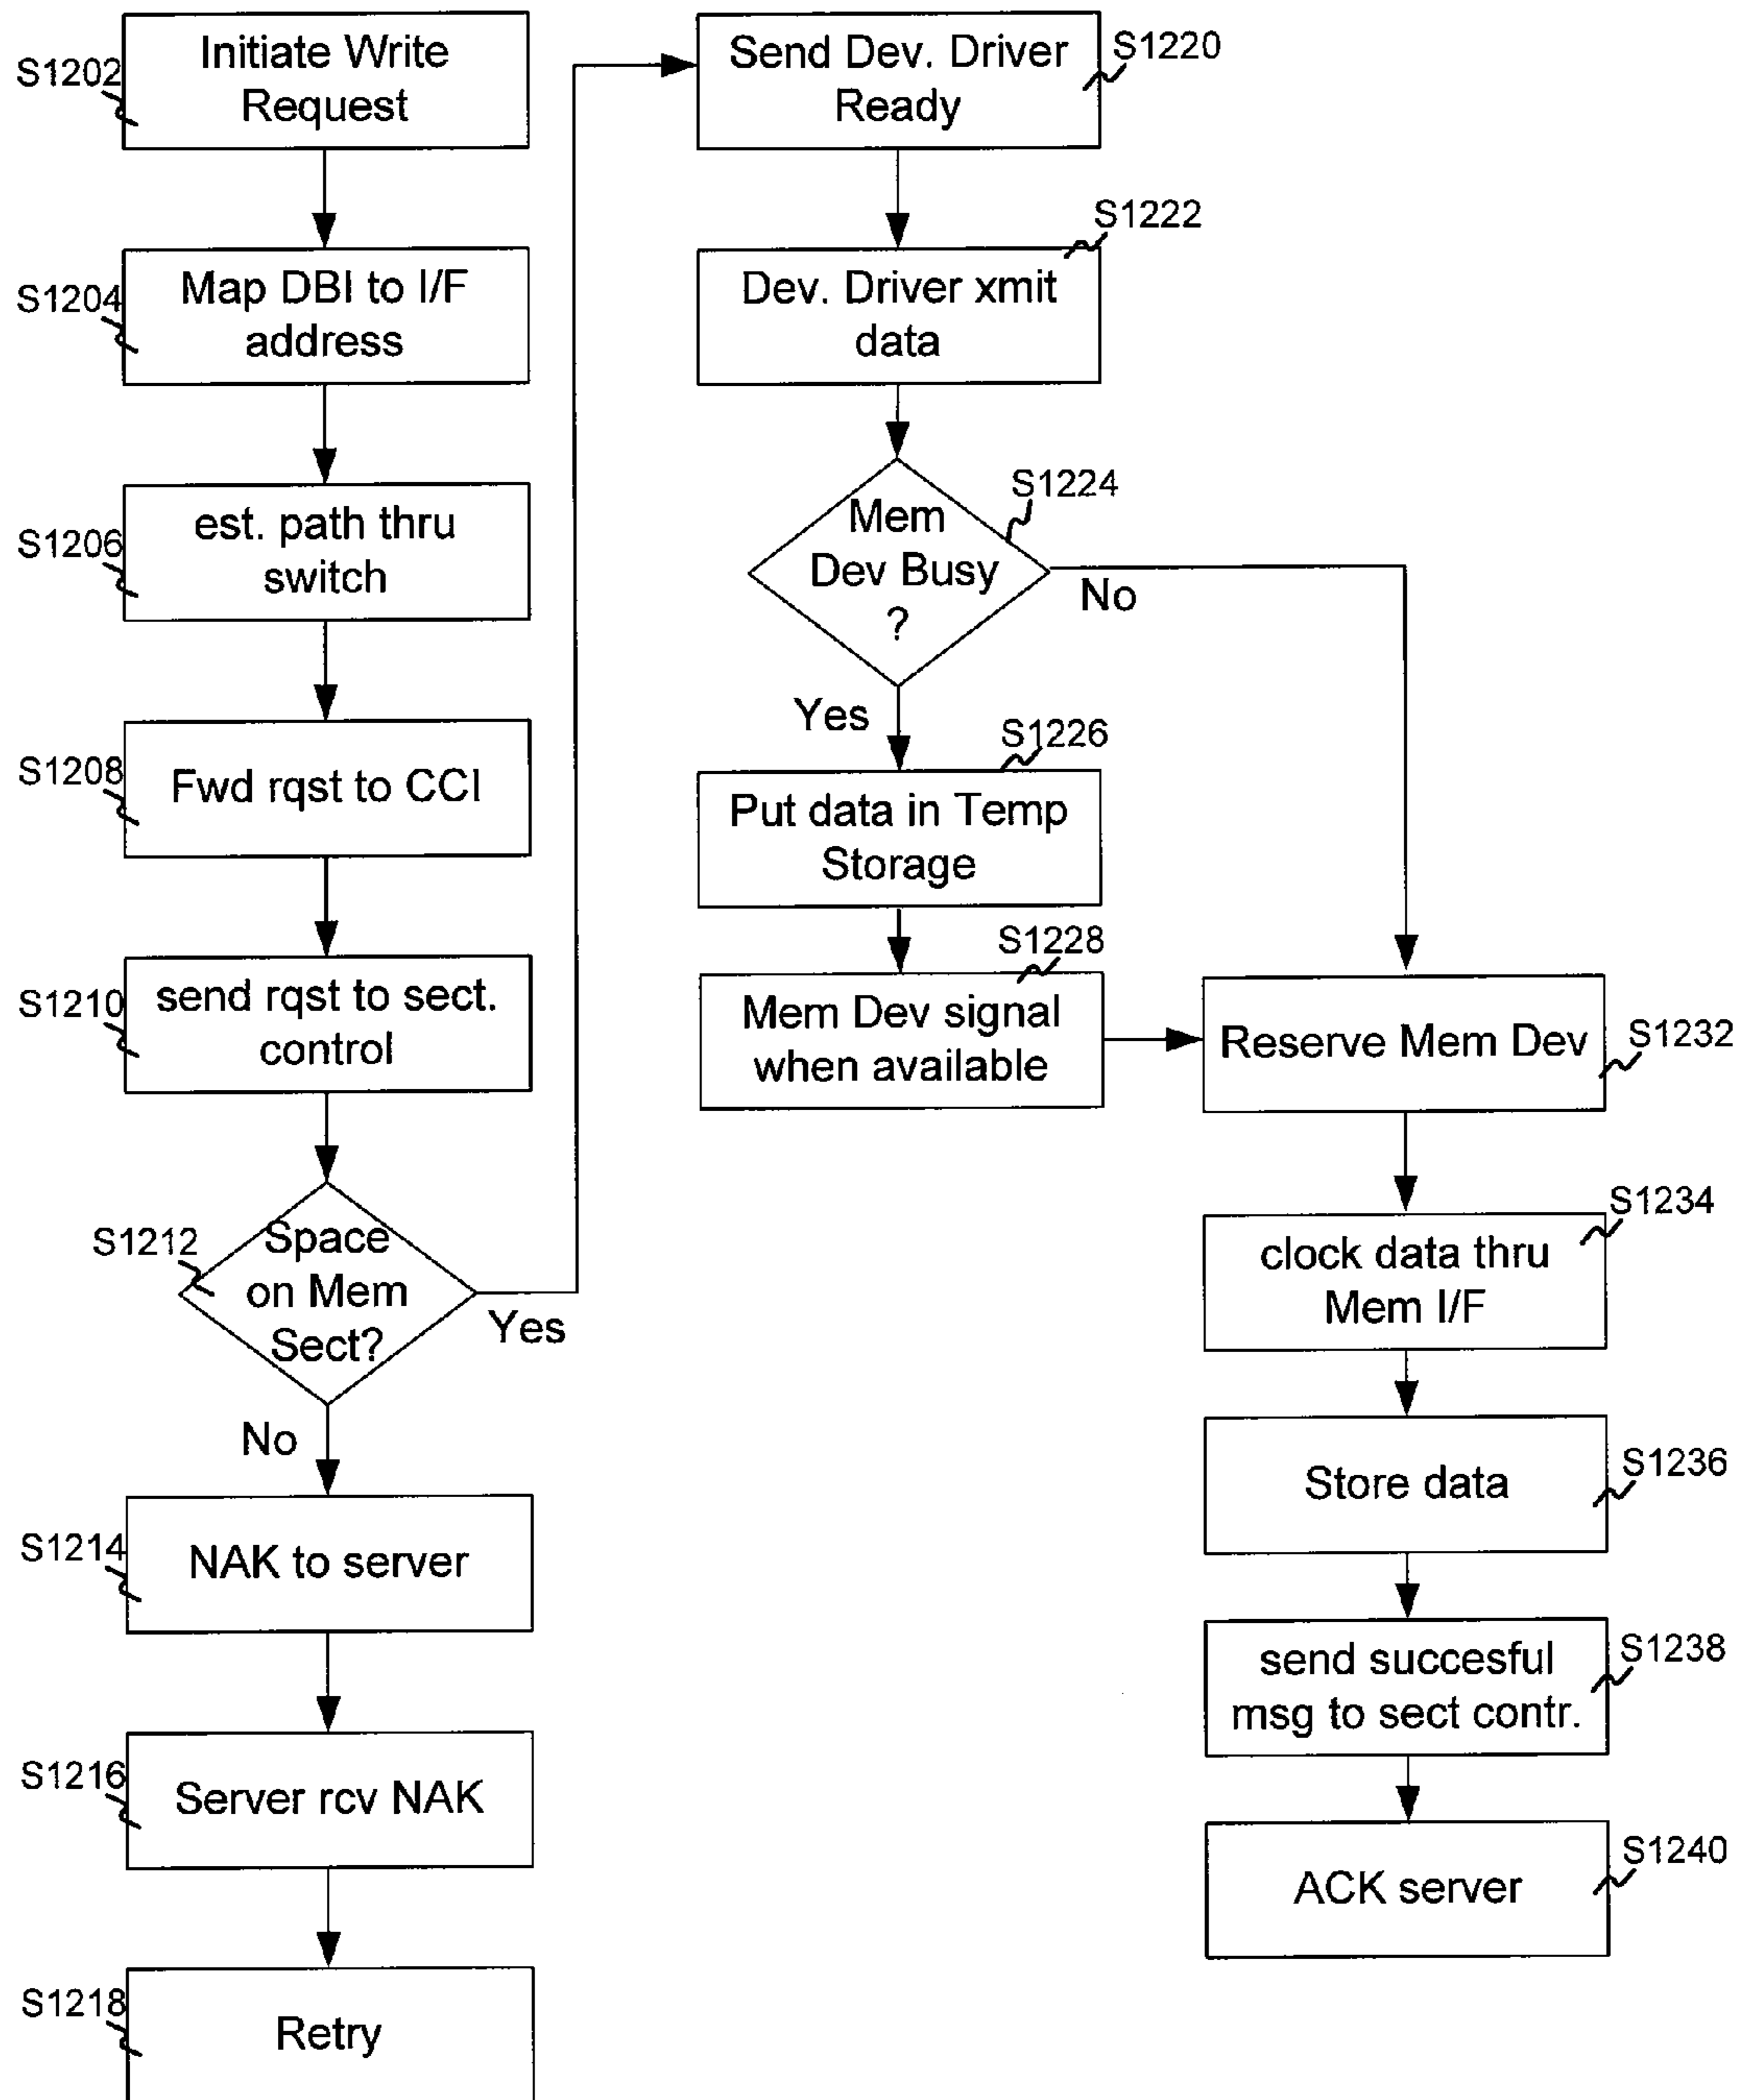 Initiate Write
Request
S1202
Map DBI to I/F
address
S1204
est. path thru
switch
S1206
Fwd rqst to CCI
S1208
send rqst to sect.
control
S1210
Space
on Mem
Sect?
S1212
Yes
No
NAK to server
S1214
Server rcv NAK
S1216
Retry
S1218
Send Dev. Driver
Ready
S1220
Dev. Driver xmit
data
S1222
Mem
Dev Busy
?
S1224
No
Yes
Put data in Temp
Storage
S1226
Mem Dev signal
when available
S1228
Reserve Mem Dev
S1232
clock data thru
Mem I/F
S1234
Store data
S1236
send succesful
msg to sect contr.
S1238
ACK server
S1240